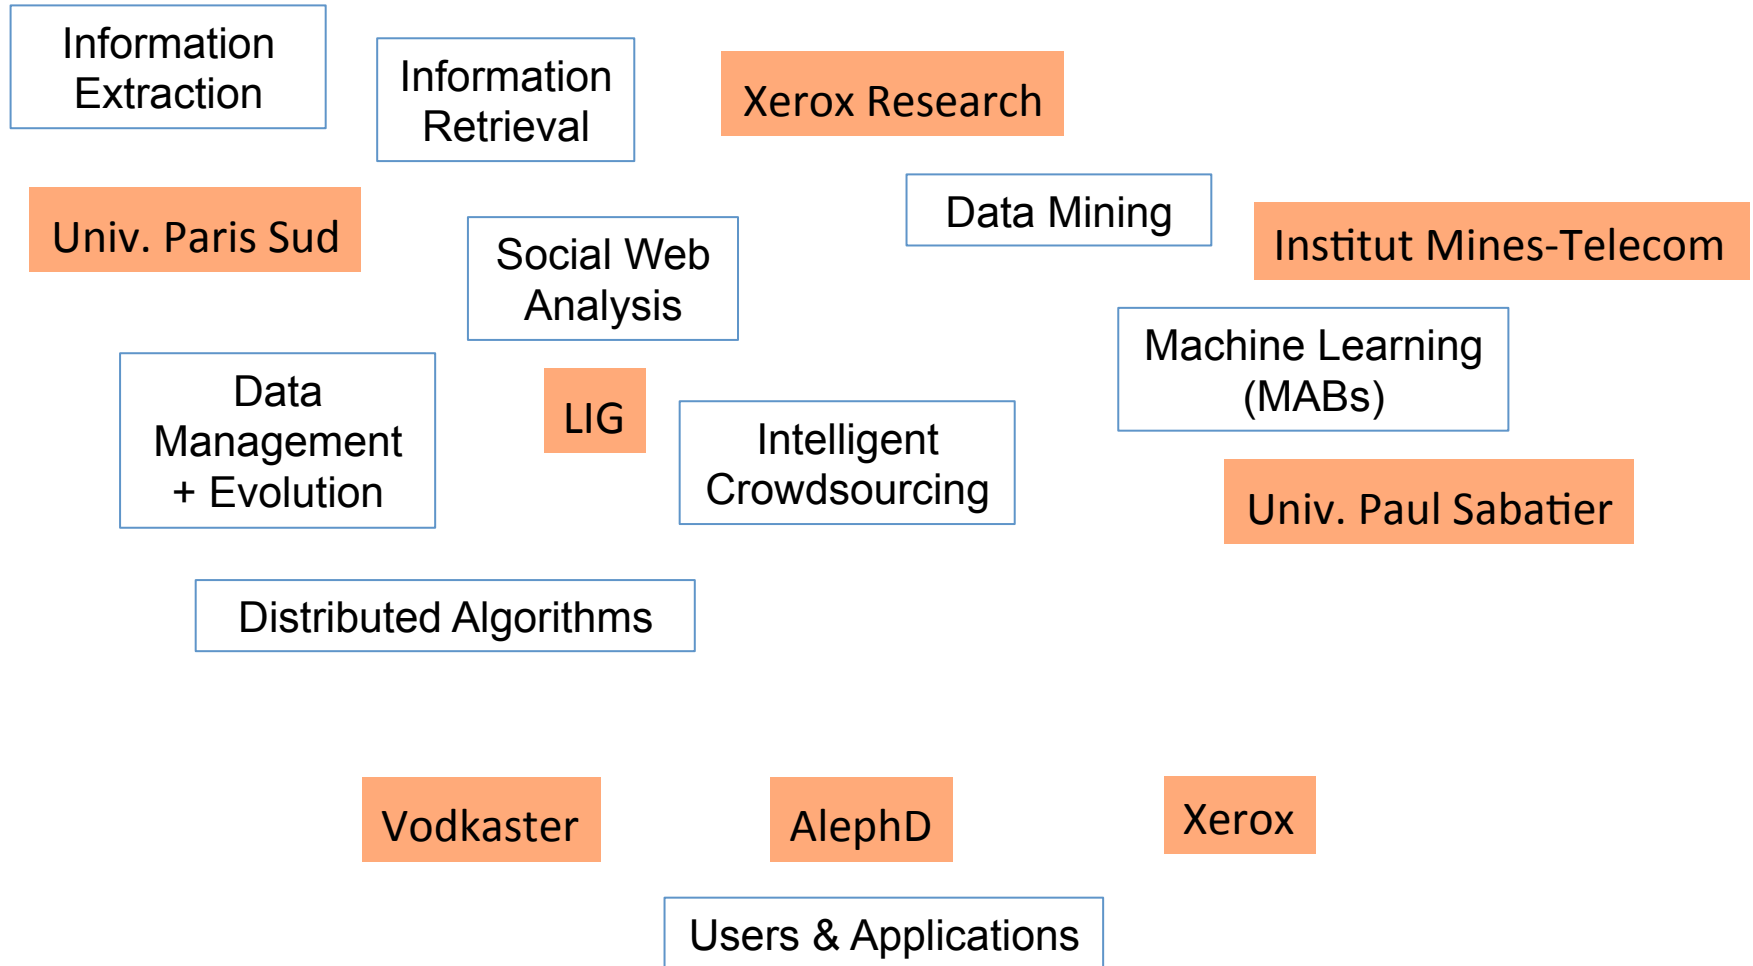 Information
Extraction
Information
Retrieval
Xerox Research
Data Mining
Univ. Paris Sud
Social Web
Analysis
Institut Mines-Telecom
Machine Learning
(MABs)
Data
Management
+ Evolution
LIG
Intelligent
Crowdsourcing
Univ. Paul Sabatier
Distributed Algorithms
Vodkaster
AlephD
Xerox
Users & Applications